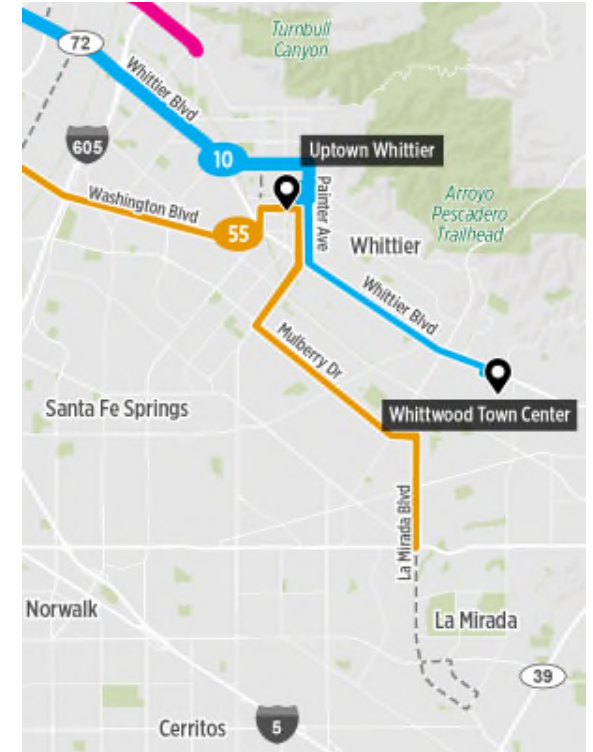 Turnbull
Canyon
72
Whittier Blvd
605
10
Uptown Whittier
Washington Blvd
Painter Ave
Arroyo
Pescadero
Trailhead
55
Whittier
Whittier Blvd
Mulberry Dr
Santa Fe Springs
Whittwood Town Center
La Mirada Blvd
Norwalk
La Mirada
39
Cerritos
5